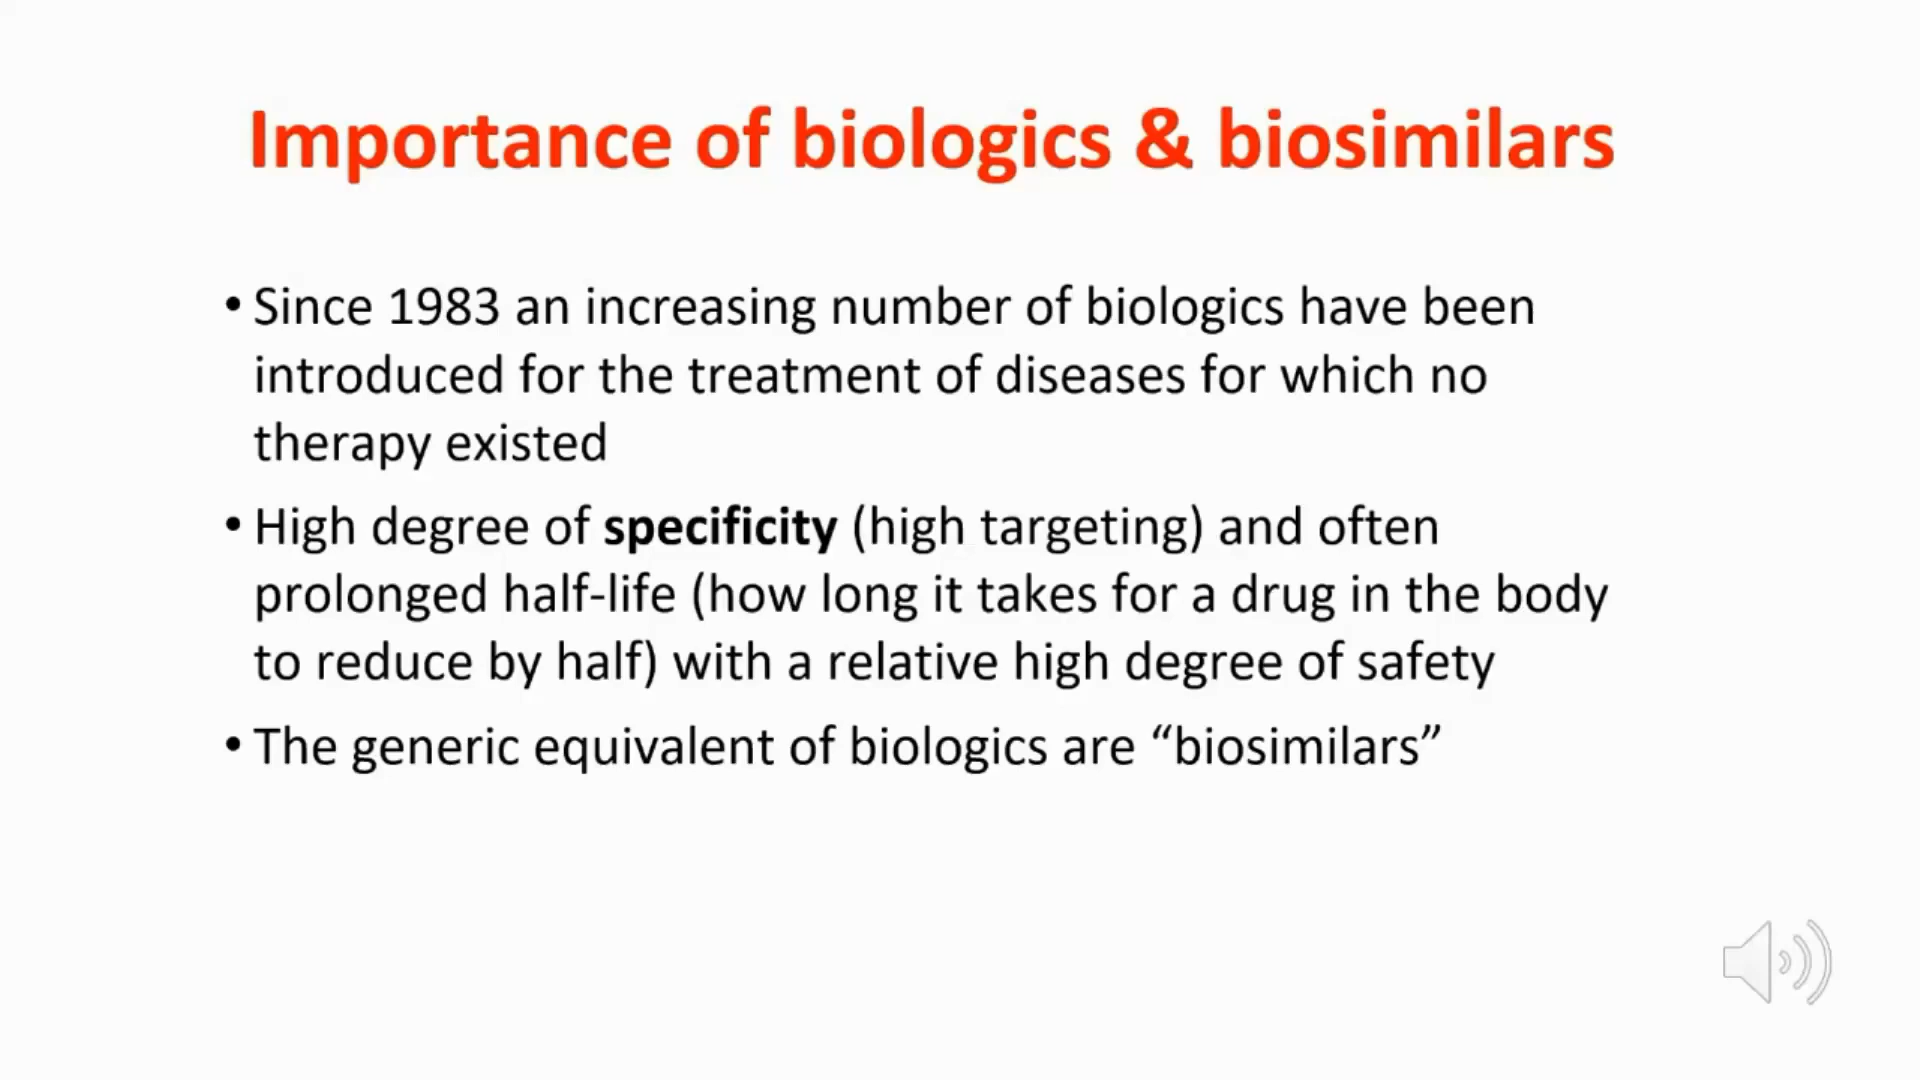 Importance of biologics & biosimilars
• Since 1983 an increasing number of biologics have been
introduced for the treatment of diseases for which no
therapy existed
• High degree of specificity (high targeting) and often
prolonged half-life (how long it takes for a drug in the body
to reduce by half) with a relative high degree of safety
• The generic equivalent of biologics are “biosimilars”